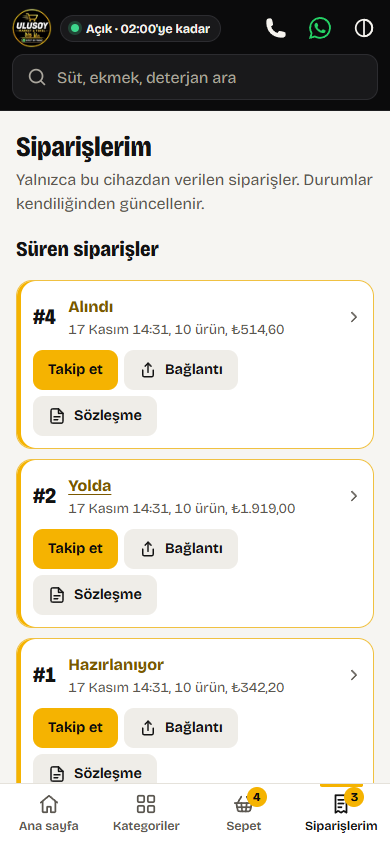 ULUSOY
Açık · 02:00'ye kadar
Süt, ekmek, deterjan ara
Siparişlerim
Yalnızca bu cihazdan verilen siparişler. Durumlar
kendiliğinden güncellenir.
Süren siparişler
#4
Alındı
17 Kasım 14:31, 10 ürün, ₺514,60
Takip et
Bağlantı
Sözleşme
#2
Yolda
17 Kasım 14:31, 10 ürün, ₺1.919,00
Takip et
Bağlantı
Sözleşme
#1
Hazırlanıyor
17 Kasım 14:31, 10 ürün, ₺342,20
Takip et
Bağlantı
Sözleşme
4
3
Ana sayfa
Kategoriler
Sepet
Siparişlerim